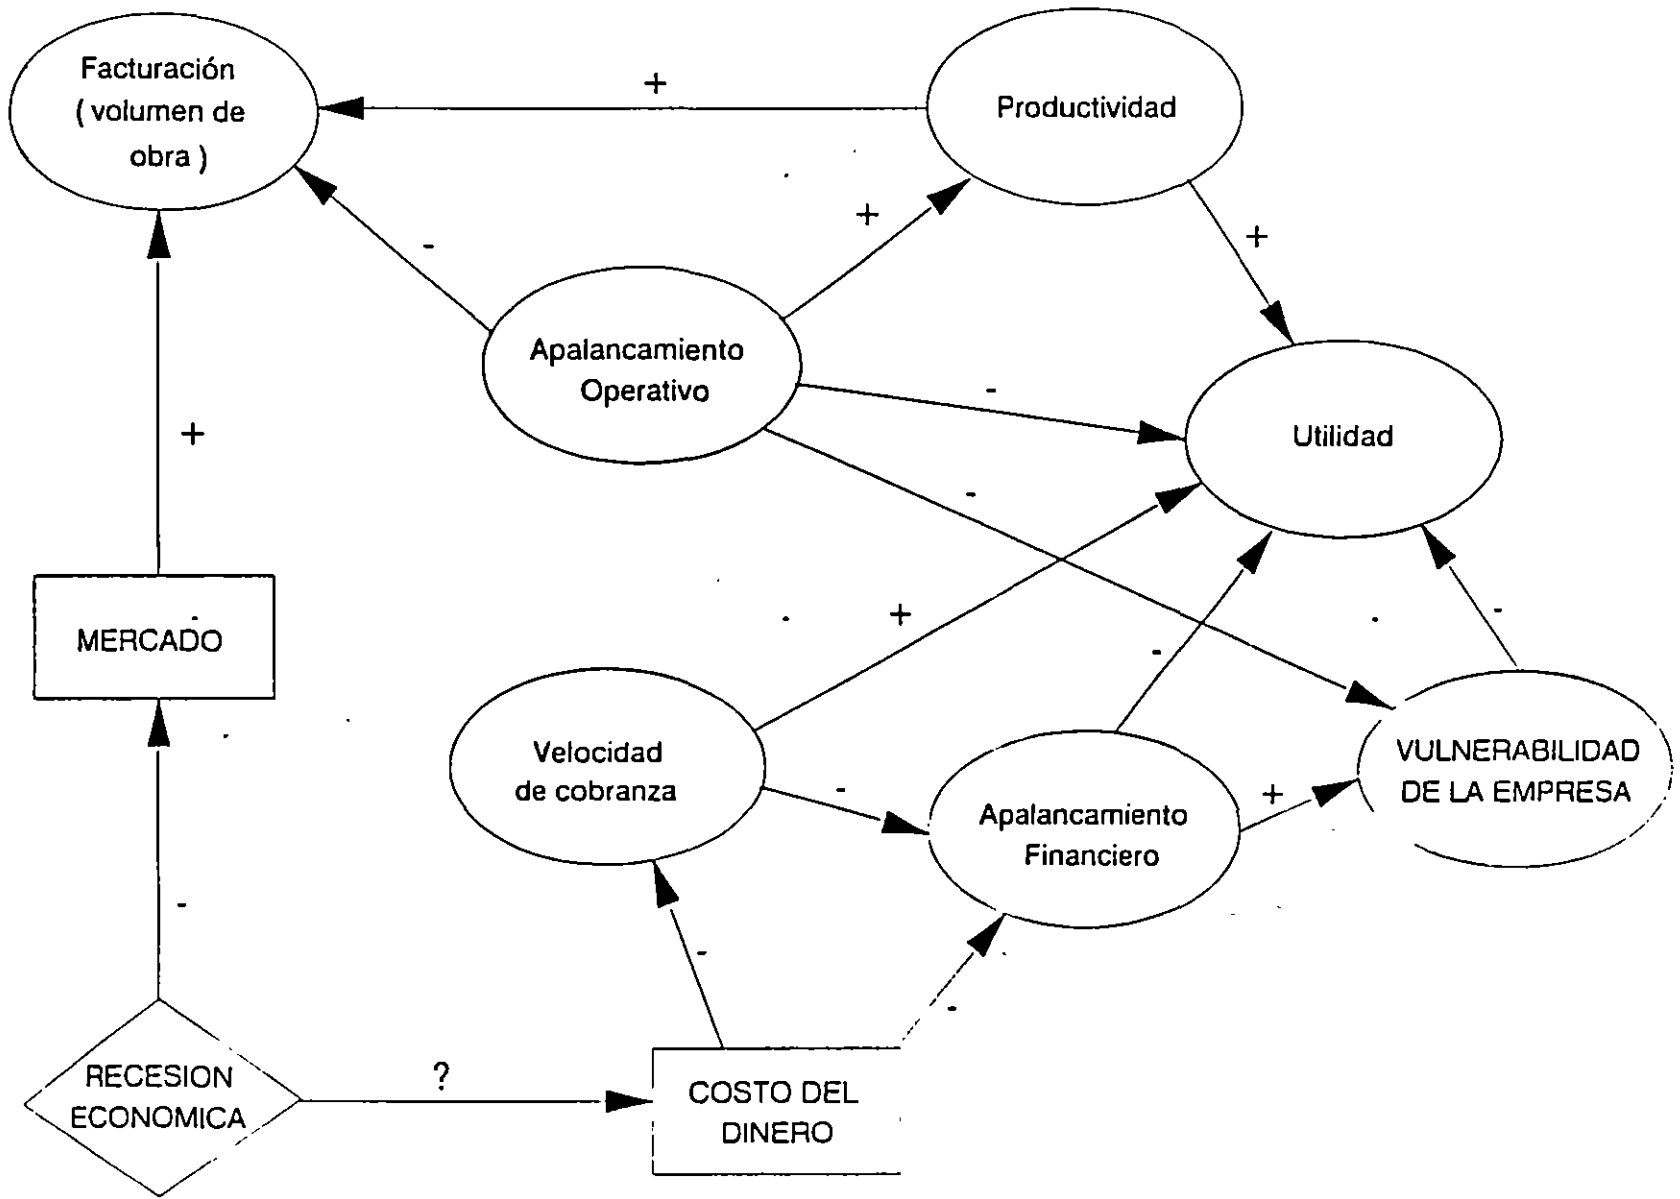 Facturación
( volumen de
obra )
+
Productividad
-
+
+
Apalancamiento
Operativo
-
Utilidad
+
-
+
-
-
MERCADO
Velocidad
de cobranza
-
Apalancamiento
Financiero
+
VULNERABILIDAD
DE LA EMPRESA
-
-
-
RECESION
ECONOMICA
?
COSTO DEL
DINERO